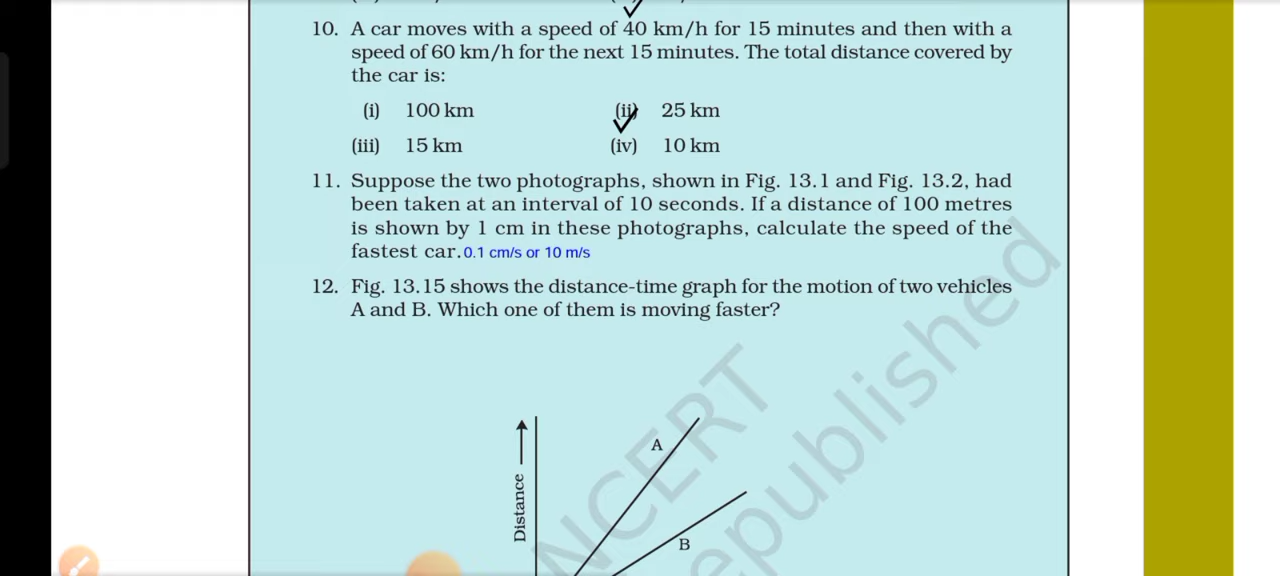 10. A car moves with a speed of 40 km/h for 15 minutes and then with a
speed of 60 km/h for the next 15 minutes. The total distance covered by
the car is:
(i) 100 km (ii) 25 km
(iii) 15 km (iv) 10 km
11. Suppose the two photographs, shown in Fig. 13.1 and Fig. 13.2, had
been taken at an interval of 10 seconds. If a distance of 100 metres
is shown by 1 cm in these photographs, calculate the speed of the
fastest car. 0.1 cm/s or 10 m/s
12. Fig. 13.15 shows the distance-time graph for the motion of two vehicles
A and B. Which one of them is moving faster?
A
Distance
B
NCERT
republished